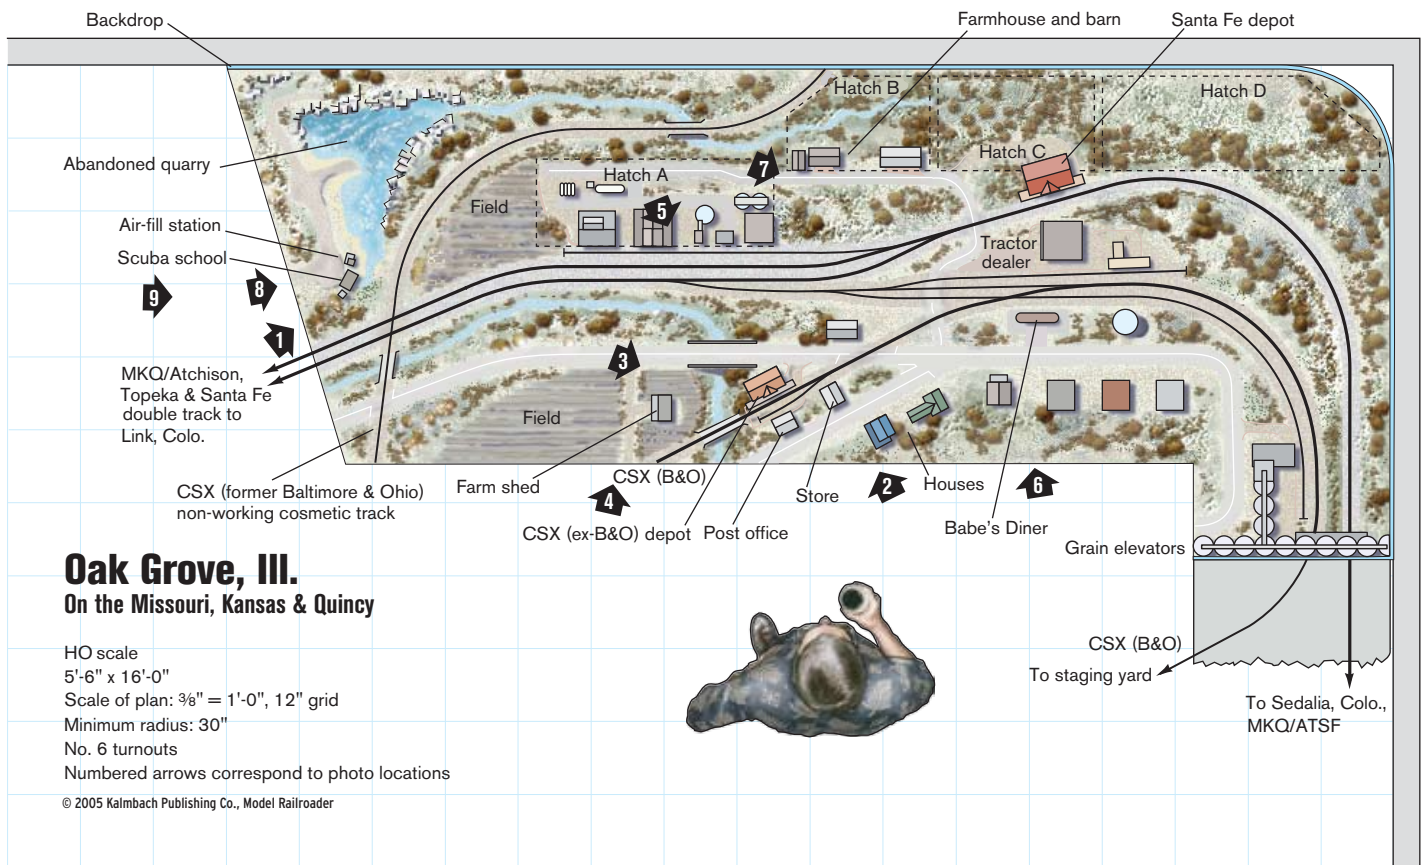 Backdrop
Farmhouse and barn
Santa Fe depot
Hatch B
Hatch D
Abandoned quarry
Hatch C
7
Hatch A
Field
5
Air-fill station
Tractor
dealer
Scuba school
8
9
1
3
MKQ/Atchison,
Topeka & Santa Fe
double track to
Link, Colo.
Field
CSX (B&O)
Farm shed
CSX (former Baltimore & Ohio)
non-working cosmetic track
4
Store
2
Houses
6
CSX (ex-B&O) depot
Post office
Babe's Diner
Grain elevators
Oak Grove, Ill.
On the Missouri, Kansas & Quincy
HO scale
5'-6" x 16'-0"
Scale of plan: ⅜" = 1'-0", 12" grid
Minimum radius: 30"
No. 6 turnouts
Numbered arrows correspond to photo locations
© 2005 Kalmbach Publishing Co., Model Railroader
CSX (B&O)
To staging yard
To Sedalia, Colo.,
MKQ/ATSF